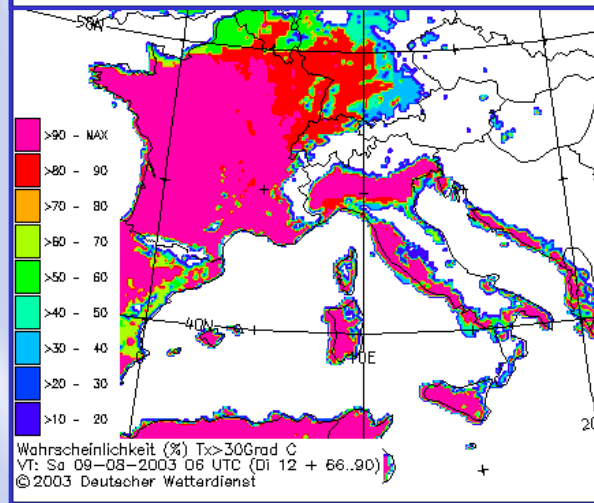 50N
>90 - MAX
>80 - 90
>70 - 80
>60 - 70
>50 - 60
>40 - 50
>30 - 40
>20 - 30
>10 - 20
40N
10E
20
Wahrscheinlichkeit (%) Tx>30Grad C
VT: Sa 09-08-2003 06 UTC (Di 12 + 66..90)
©2003 Deutscher Wetterdienst